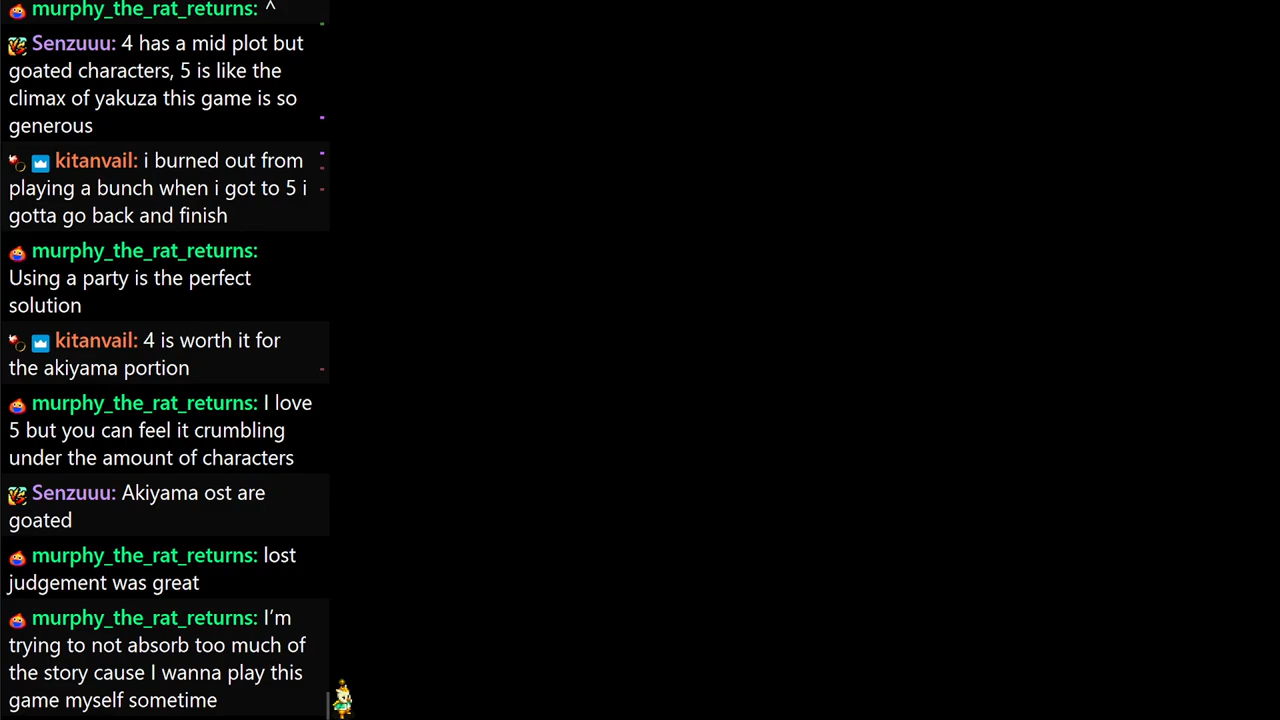 murphy_the_rat_returns: ^
Senzuuu: 4 has a mid plot but
goated characters, 5 is like the
climax of yakuza this game is so
generous
kitanvail: i burned out from
playing a bunch when i got to 5 i
gotta go back and finish
murphy_the_rat_returns:
Using a party is the perfect
solution
kitanvail: 4 is worth it for
the akiyama portion
murphy_the_rat_returns: I love
5 but you can feel it crumbling
under the amount of characters
Senzuuu: Akiyama ost are
goated
murphy_the_rat_returns: lost
judgement was great
murphy_the_rat_returns: I’m
trying to not absorb too much of
the story cause I wanna play this
game myself sometime